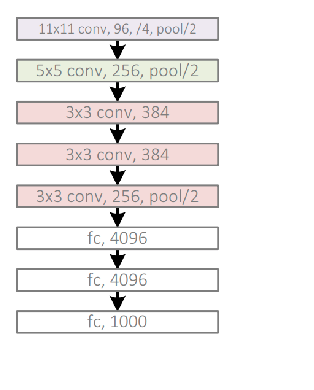 11x11 conv, 96, /4, pool/2
5x5 conv, 256, pool/2
3x3 conv, 384
3x3 conv, 384
3x3 conv, 256, pool/2
fc, 4096
fc, 4096
fc, 1000